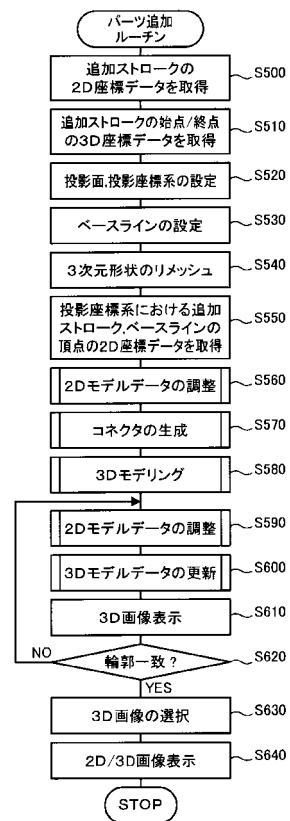 パーツ追加
ルーチン
追加ストロークの
2D座標データを取得
S500
追加ストロークの始点/終点
の3D座標データを取得
S510
投影面,投影座標系の設定
S520
ベースラインの設定
S530
3次元形状のリメッシュ
S540
投影座標系における追加
ストローク,ベースラインの
頂点の2D座標データを取得
S550
2Dモデルデータの調整
S560
コネクタの生成
S570
3Dモデリング
S580
2Dモデルデータの調整
S590
3Dモデルデータの更新
S600
3D画像表示
S610
輪郭一致?
S620
NO
YES
3D画像の選択
S630
2D/3D画像表示
S640
STOP